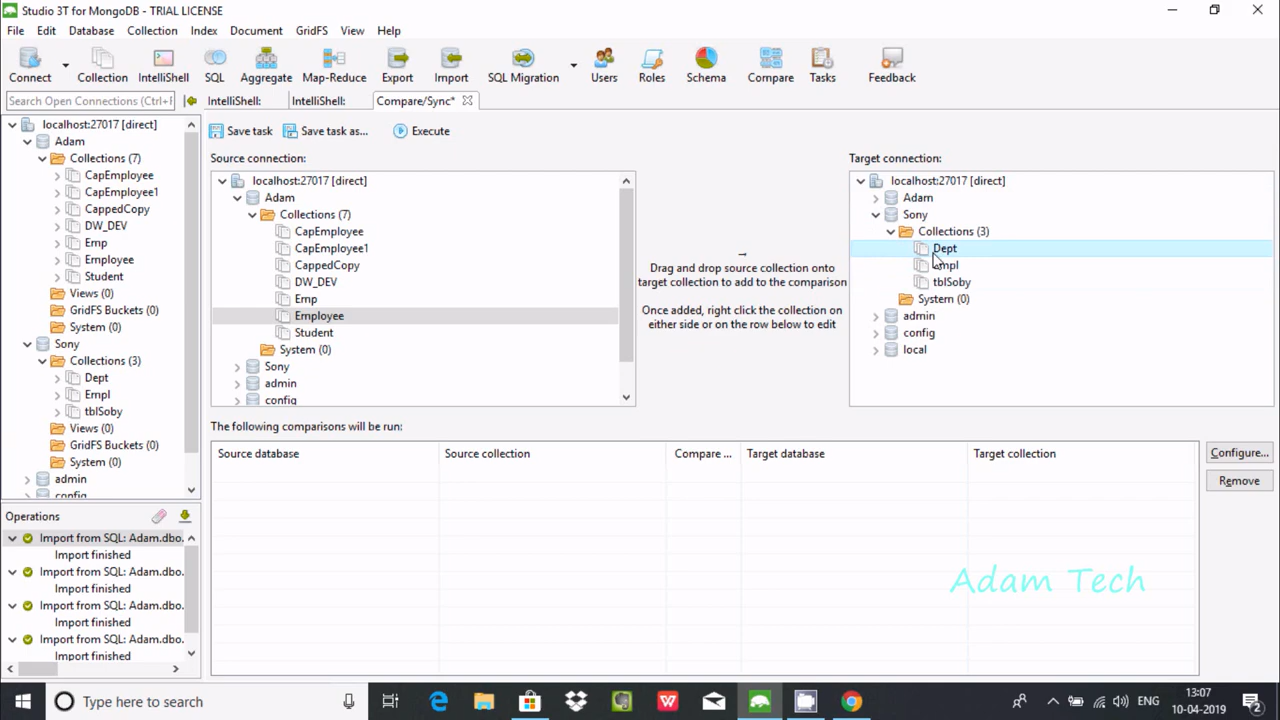 Studio 3T for MongoDB - TRIAL LICENSE
File Edit Database Collection Index Document GridFS View Help
Connect Collection IntelliShell SQL Aggregate Map-Reduce Export Import SQL Migration Users Roles Schema Compare Tasks Feedback
Search Open Connections (Ctrl+F
IntelliShell: IntelliShell: Compare/Sync*
localhost:27017 [direct]
Adam
Collections (7)
CapEmployee
CapEmployee1
CappedCopy
DW_DEV
Emp
Employee
Student
Views (0)
GridFS Buckets (0)
System (0)
Sony
Collections (3)
Dept
Empl
tblSoby
Views (0)
GridFS Buckets (0)
System (0)
admin
config
Operations
Import from SQL: Adam.dbo.
Import finished
Import from SQL: Adam.dbo.
Import finished
Import from SQL: Adam.dbo.
Import finished
Import from SQL: Adam.dbo.
Import finished
Save task Save task as... Execute
Source connection:
localhost:27017 [direct]
Adam
Collections (7)
CapEmployee
CapEmployee1
CappedCopy
DW_DEV
Emp
Employee
Student
System (0)
Sony
admin
config
→
Drag and drop source collection onto
target collection to add to the comparison
Once added, right click the collection on
either side or on the row below to edit
Target connection:
localhost:27017 [direct]
Adam
Sony
Collections (3)
Dept
Empl
tblSoby
System (0)
admin
config
local
The following comparisons will be run:
Source database Source collection Compare ... Target database Target collection
Configure...
Remove
Adam Tech
Type here to search
ENG
13:07
10-04-2019
2